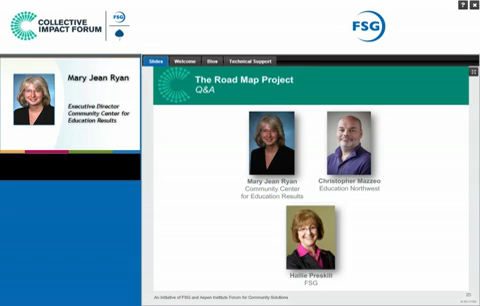 COLLECTIVE
IMPACT FORUM
FSG
FSG
Mary Jean Ryan
Executive Director
Community Center for
Education Results
Slides
Welcome
Bios
Technical Support
The Road Map Project
Q&A
Mary Jean Ryan
Community Center
for Education Results
Christopher Mazzeo
Education Northwest
Hallie Preskill
FSG
An Initiative of FSG and Aspen Institute Forum for Community Solutions